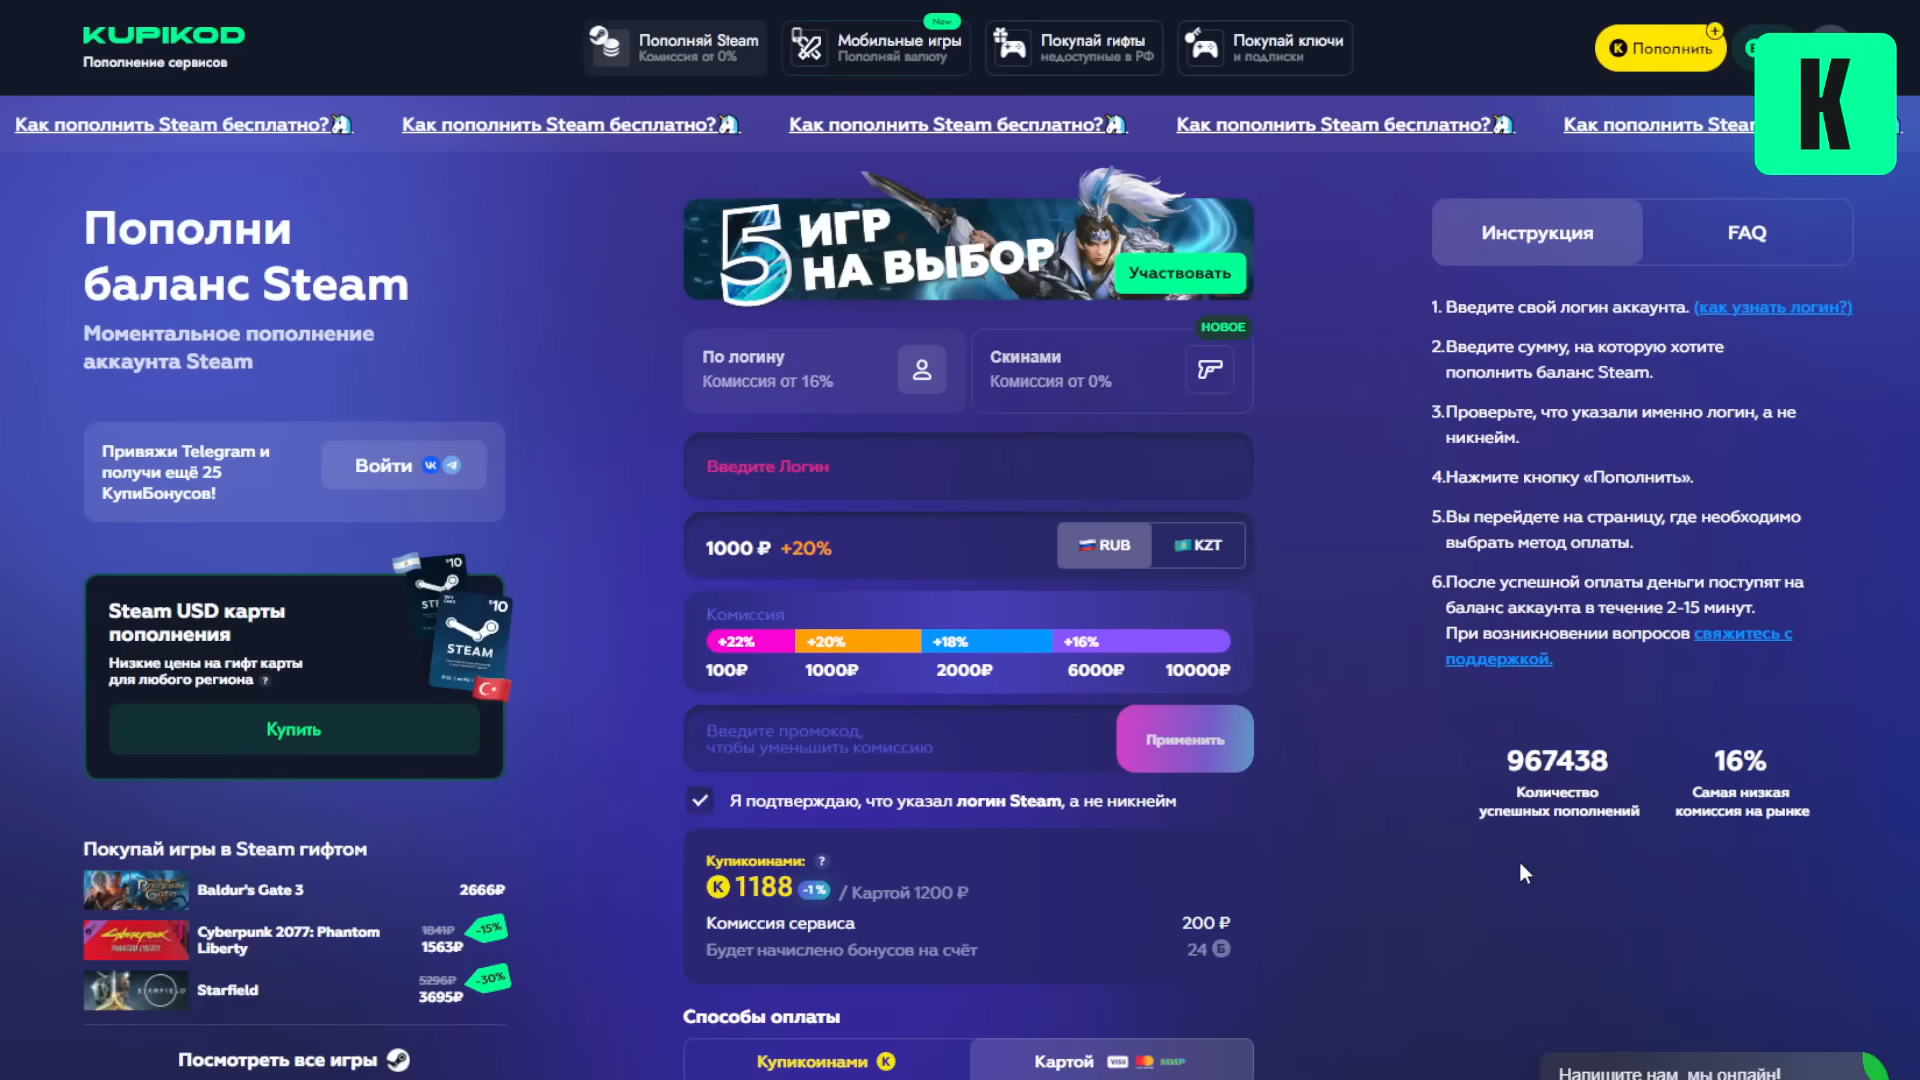 KUPIKOD
Пополнение сервисов
Пополняй Steam
Комиссия от 0%
New
Мобильные игры
Пополняй валюту
Покупай гифты
недоступные в РФ
Покупай ключи
и подписки
Пополнить
K
Как пополнить Steam бесплатно?
Как пополнить Steam бесплатно?
Как пополнить Steam бесплатно?
Как пополнить Steam бесплатно?
Как пополнить
Пополни
баланс Steam
Моментальное пополнение
аккаунта Steam
Привяжи Telegram и
получи ещё 25
КупиБонусов!
Войти
Steam USD карты
пополнения
Низкие цены на гифт карты
для любого региона ?
$10
$10
STEAM
Купить
Покупай игры в Steam гифтом
Baldur's Gate 3 2666₽
Cyberpunk 2077: Phantom
Liberty
1841₽ -15%
1563₽
Starfield
5296₽ -30%
3695₽
Посмотреть все игры
5 ИГР
НА ВЫБОР
Участвовать
НОВОЕ
По логину
Комиссия от 16%
Скинами
Комиссия от 0%
Введите Логин
1000 ₽ +20%
RUB KZT
Комиссия
+22% +20% +18% +16%
100₽ 1000₽ 2000₽ 6000₽ 10000₽
Введите промокод,
чтобы уменьшить комиссию
Применить
Я подтверждаю, что указал логин Steam, а не никнейм
Купикоинами: ?
K 1188 -1% / Картой 1200 ₽
Комиссия сервиса 200 ₽
Будет начислено бонусов на счёт 24 Б
Способы оплаты
Купикоинами K
Картой VISA МИР
Инструкция FAQ
1. Введите свой логин аккаунта. (как узнать логин?)
2.Введите сумму, на которую хотите
пополнить баланс Steam.
3.Проверьте, что указали именно логин, а не
никнейм.
4.Нажмите кнопку «Пополнить».
5.Вы перейдете на страницу, где необходимо
выбрать метод оплаты.
6.После успешной оплаты деньги поступят на
баланс аккаунта в течение 2-15 минут.
При возникновении вопросов свяжитесь с
поддержкой.
967438
Количество
успешных пополнений
16%
Самая низкая
комиссия на рынке
Напишите нам, мы онлайн!